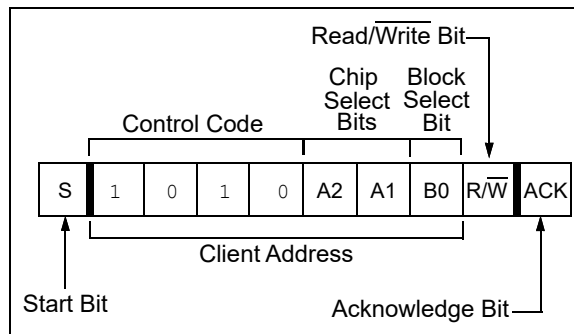 Read/Write Bit
Chip Select Bits
Block Select Bit
Control Code
S 1 0 1 0 A2 A1 B0 R/W ACK
Client Address
Start Bit
Acknowledge Bit